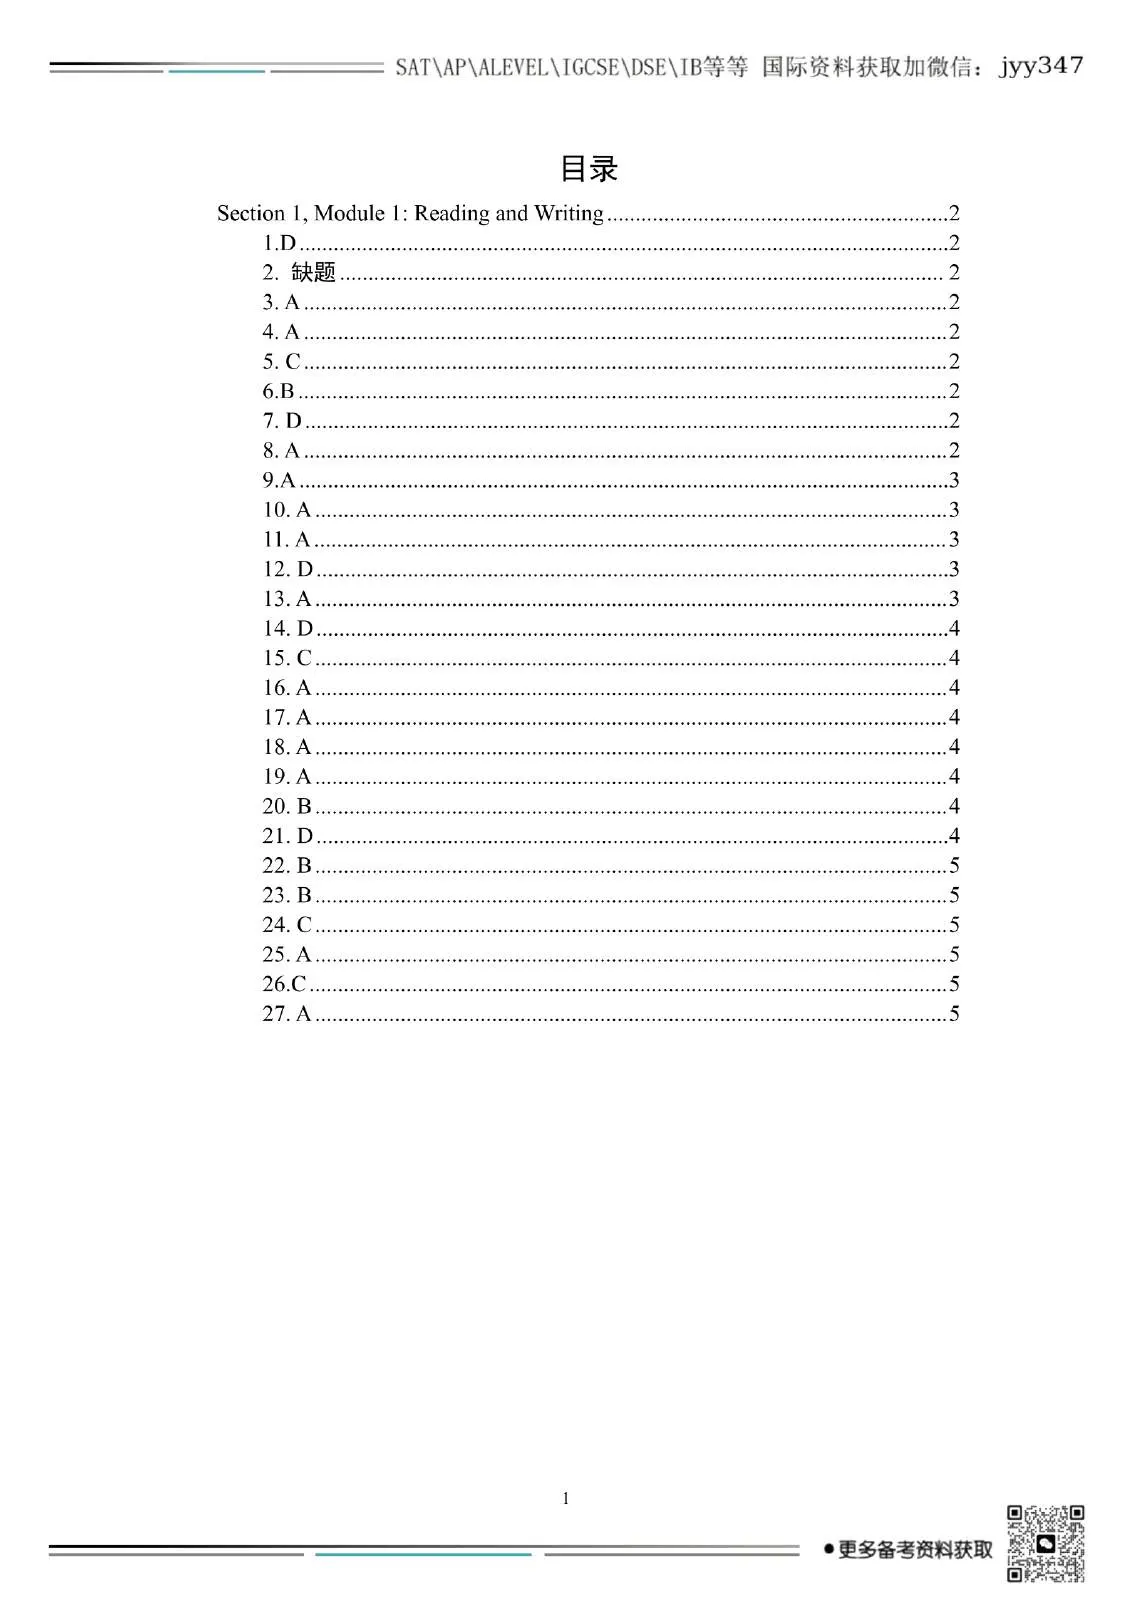 SAT\AP\ALEVEL\IGCSE\DSE\IB等等 国际资料获取加微信: jyy347
目录
Section 1, Module 1: Reading and Writing........................................................2
1.D........................................................2
2. 缺题........................................................2
3. A........................................................2
4. A........................................................2
5. C........................................................2
6.B........................................................2
7. D........................................................2
8. A........................................................2
9.A........................................................3
10. A........................................................3
11. A........................................................3
12. D........................................................3
13. A........................................................3
14. D........................................................4
15. C........................................................4
16. A........................................................4
17. A........................................................4
18. A........................................................4
19. A........................................................4
20. B........................................................4
21. D........................................................4
22. B........................................................5
23. B........................................................5
24. C........................................................5
25. A........................................................5
26.C........................................................5
27. A........................................................5
1
●更多备考资料获取